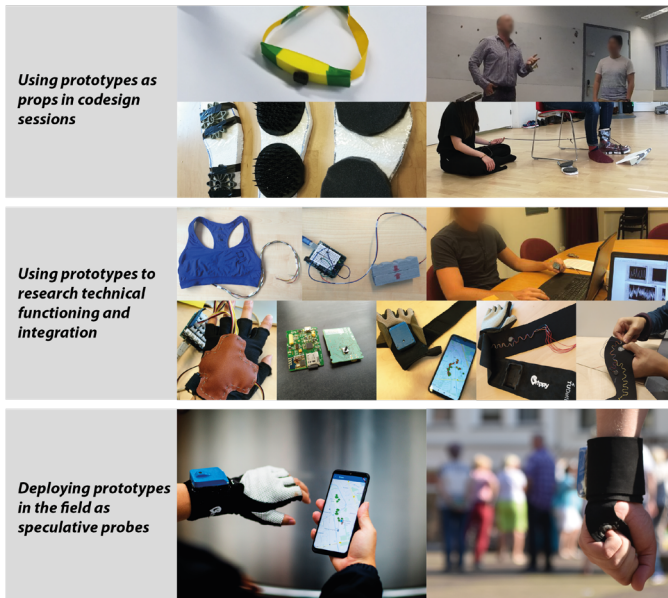 Using prototypes as
props in codesign
sessions
Using prototypes to
research technical
functioning and
integration
Deploying prototypes
in the field as
speculative probes